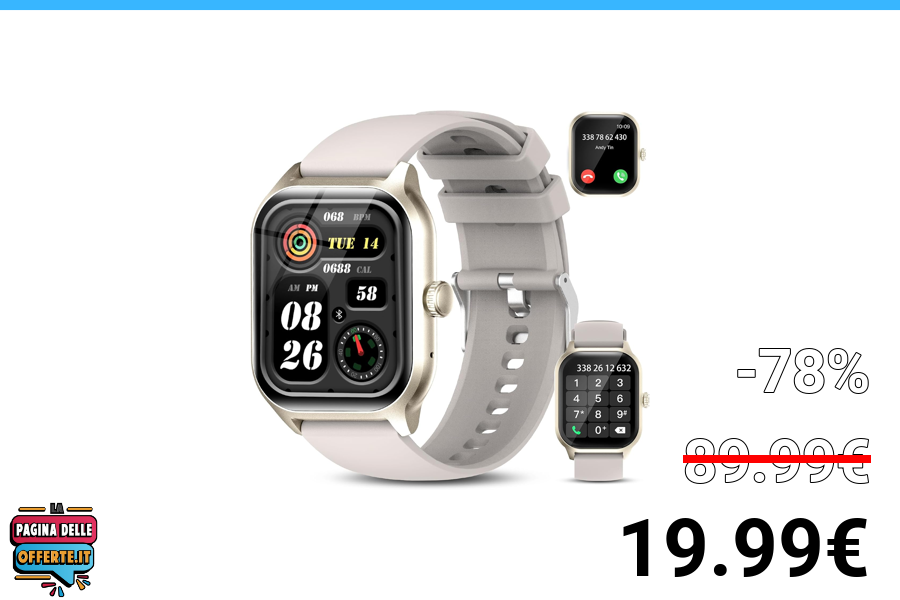 068 BPM
TUE 14
0688 CAL
AM PM
58
08
26
10:09
338 78 62 430
Andy Tin
338 26 12 632
1 2 3
4 5 6
7* 8 9#
0+
-78%
89.99€
19.99€
LA
PAGINA DELLE
OFFERTE.IT